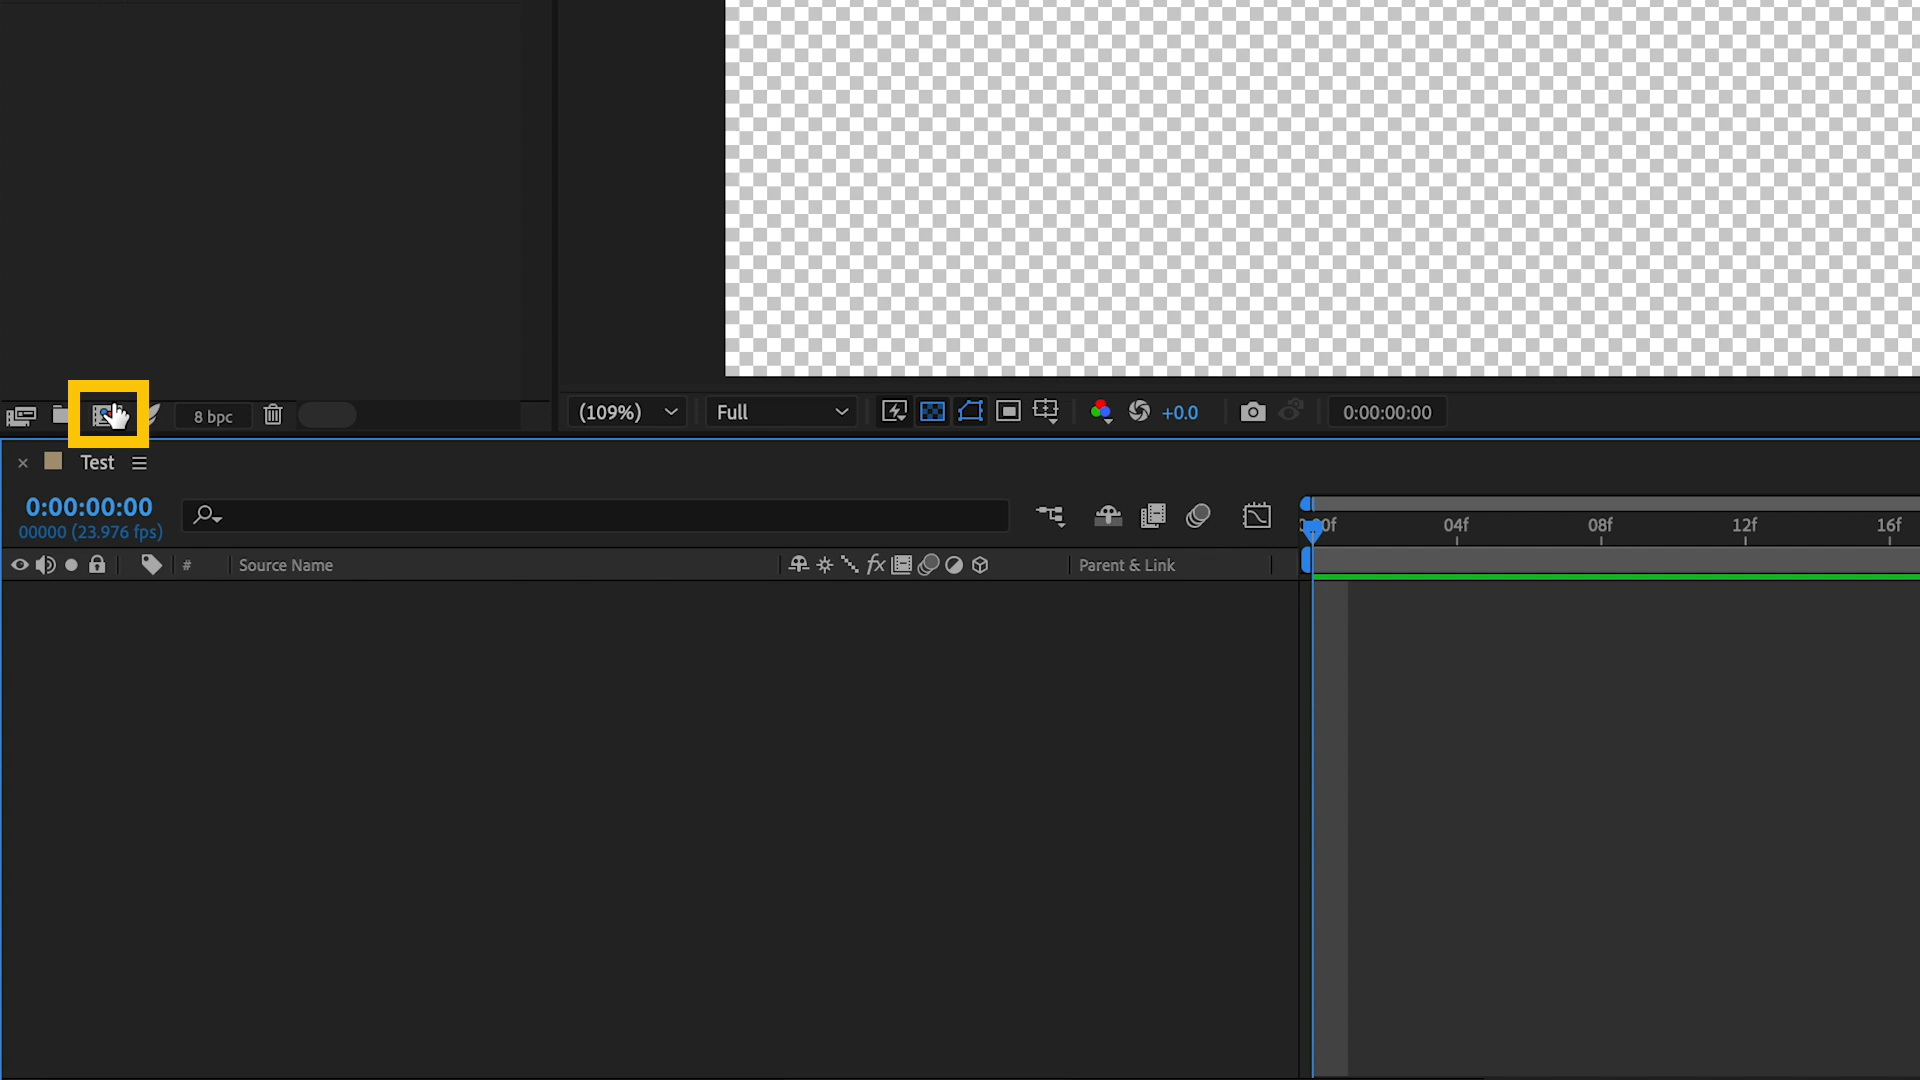 8 bpc
(109%)
Full
+0.0
0:00:00:00
Test
0:00:00:00
00000 (23.976 fps)
04f
08f
12f
16f
#
Source Name
fx
Parent & Link